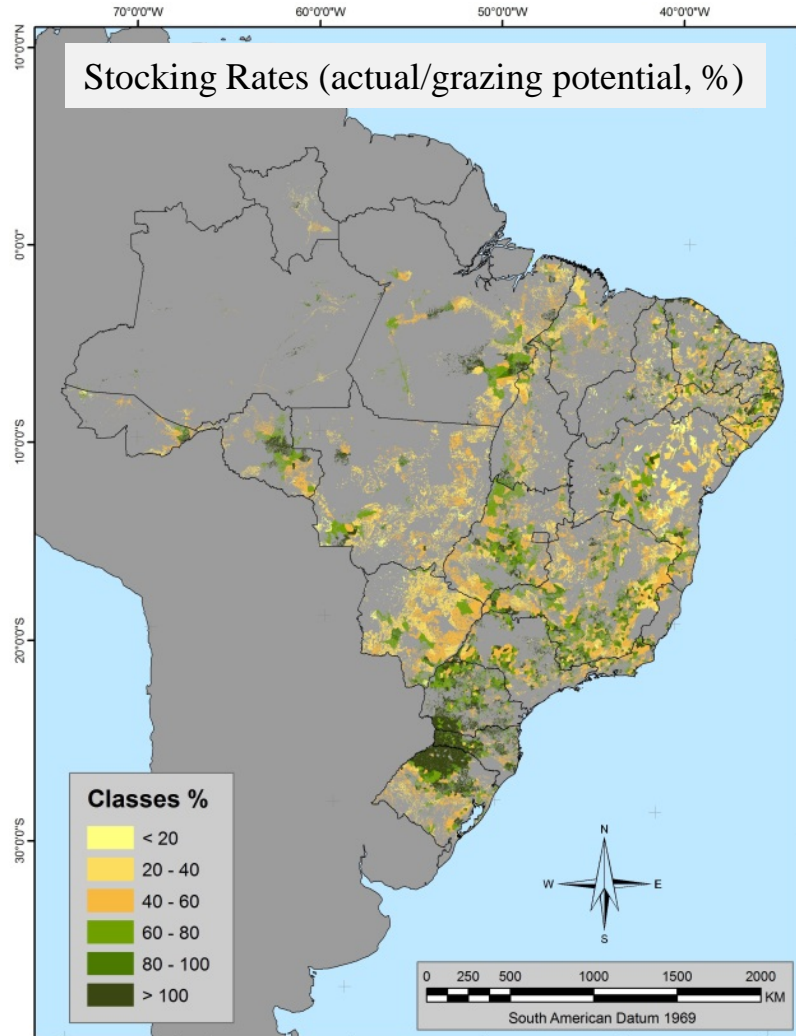 70°0'0"W 60°0'0"W 50°0'0"W 40°0'0"W
10°0'0"N
Stocking Rates (actual/grazing potential, %)
0°0'0"
10°0'0"S
20°0'0"S
30°0'0"S
Classes %
< 20
20 - 40
40 - 60
60 - 80
80 - 100
> 100
N
W E
S
0 250 500 1000 1500 2000
KM
South American Datum 1969